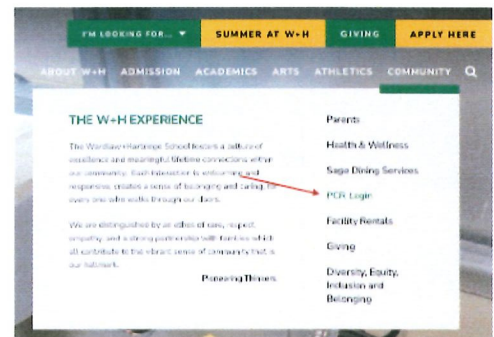 I'M LOOKING FOR...
SUMMER AT W+H
GIVING
APPLY HERE
ABOUT W+H
ADMISSION
ACADEMICS
ARTS
ATHLETICS
COMMUNITY
THE W+H EXPERIENCE
The Wardlaw+Hartridge School fosters a culture of
excellence and meaningful lifetime connections within
our community. Each interaction is welcoming and
responsive, creates a sense of belonging and caring, for
every one who walks through our doors.
We are distinguished by an ethos of care, respect,
empathy, and a strong partnership with families which
all contribute to the vibrant sense of community that is
our hallmark.
Pioneering Thinkers
Parents
Health & Wellness
Sage Dining Services
PCR Login
Facility Rentals
Giving
Diversity, Equity,
Inclusion and
Belonging